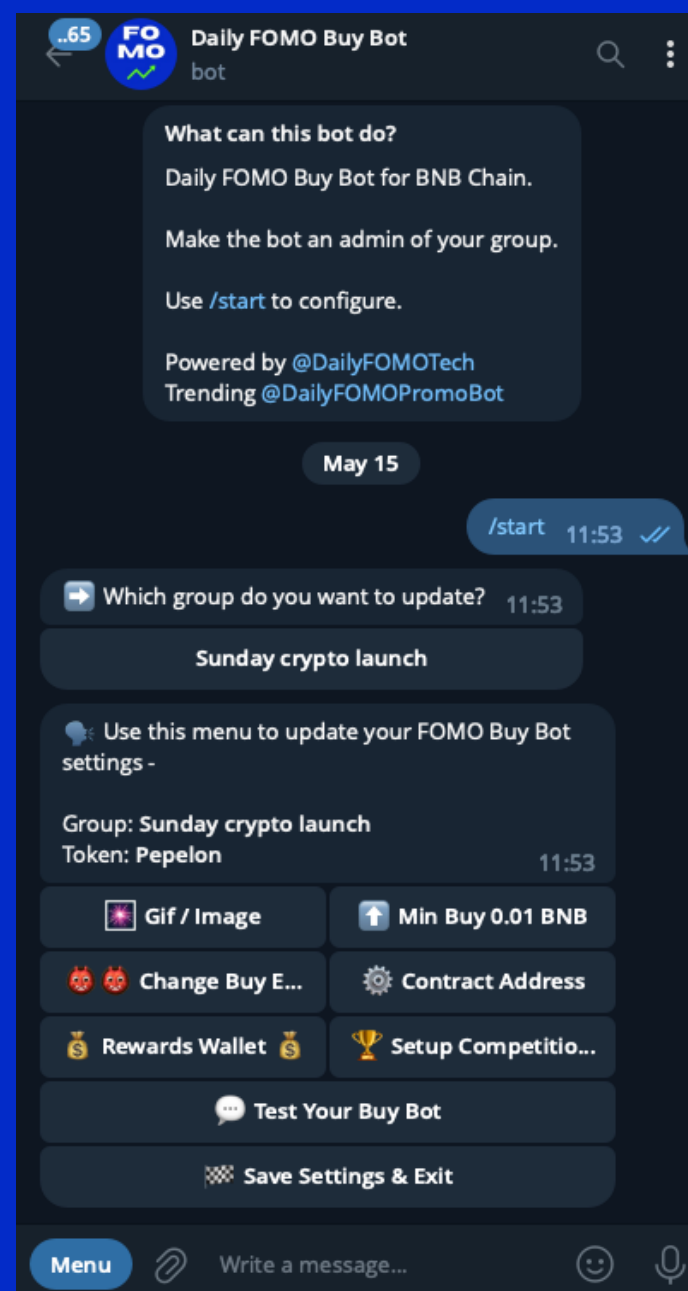 ..65
FO
MO
Daily FOMO Buy Bot
bot
What can this bot do?
Daily FOMO Buy Bot for BNB Chain.
Make the bot an admin of your group.
Use /start to configure.
Powered by @DailyFOMOTech
Trending @DailyFOMOPromoBot
May 15
/start 11:53
Which group do you want to update? 11:53
Sunday crypto launch
Use this menu to update your FOMO Buy Bot
settings -
Group: Sunday crypto launch
Token: Pepelon
11:53
Gif / Image
Min Buy 0.01 BNB
Change Buy E...
Contract Address
Rewards Wallet
Setup Competitio...
Test Your Buy Bot
Save Settings & Exit
Menu
Write a message...